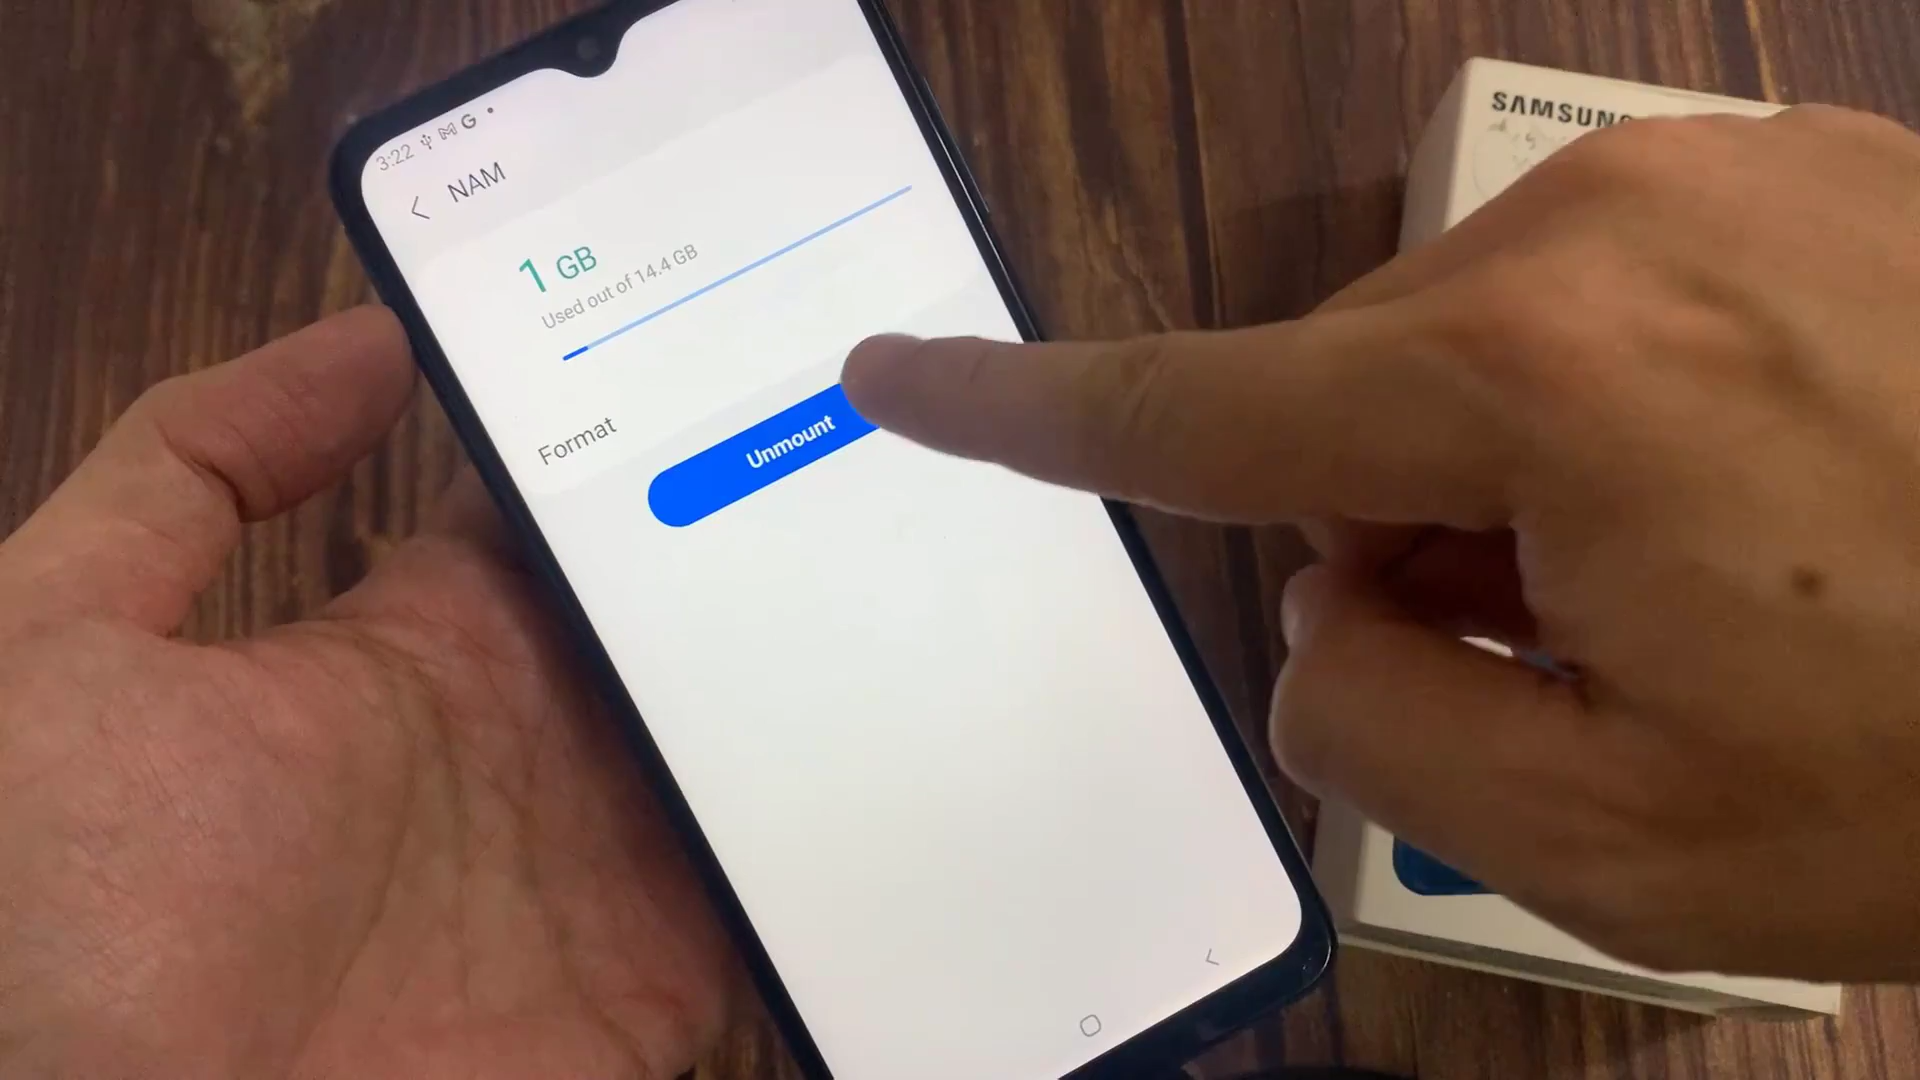 3:22
NAM
1 GB
Used out of 14.4 GB
Format
Unmount
SAMSUNG